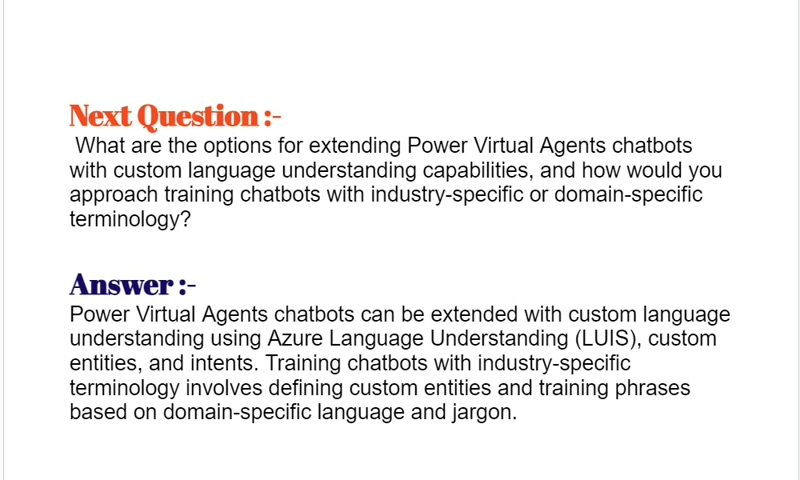 Next Question :-
What are the options for extending Power Virtual Agents chatbots
with custom language understanding capabilities, and how would you
approach training chatbots with industry-specific or domain-specific
terminology?
Answer :-
Power Virtual Agents chatbots can be extended with custom language
understanding using Azure Language Understanding (LUIS), custom
entities, and intents. Training chatbots with industry-specific
terminology involves defining custom entities and training phrases
based on domain-specific language and jargon.